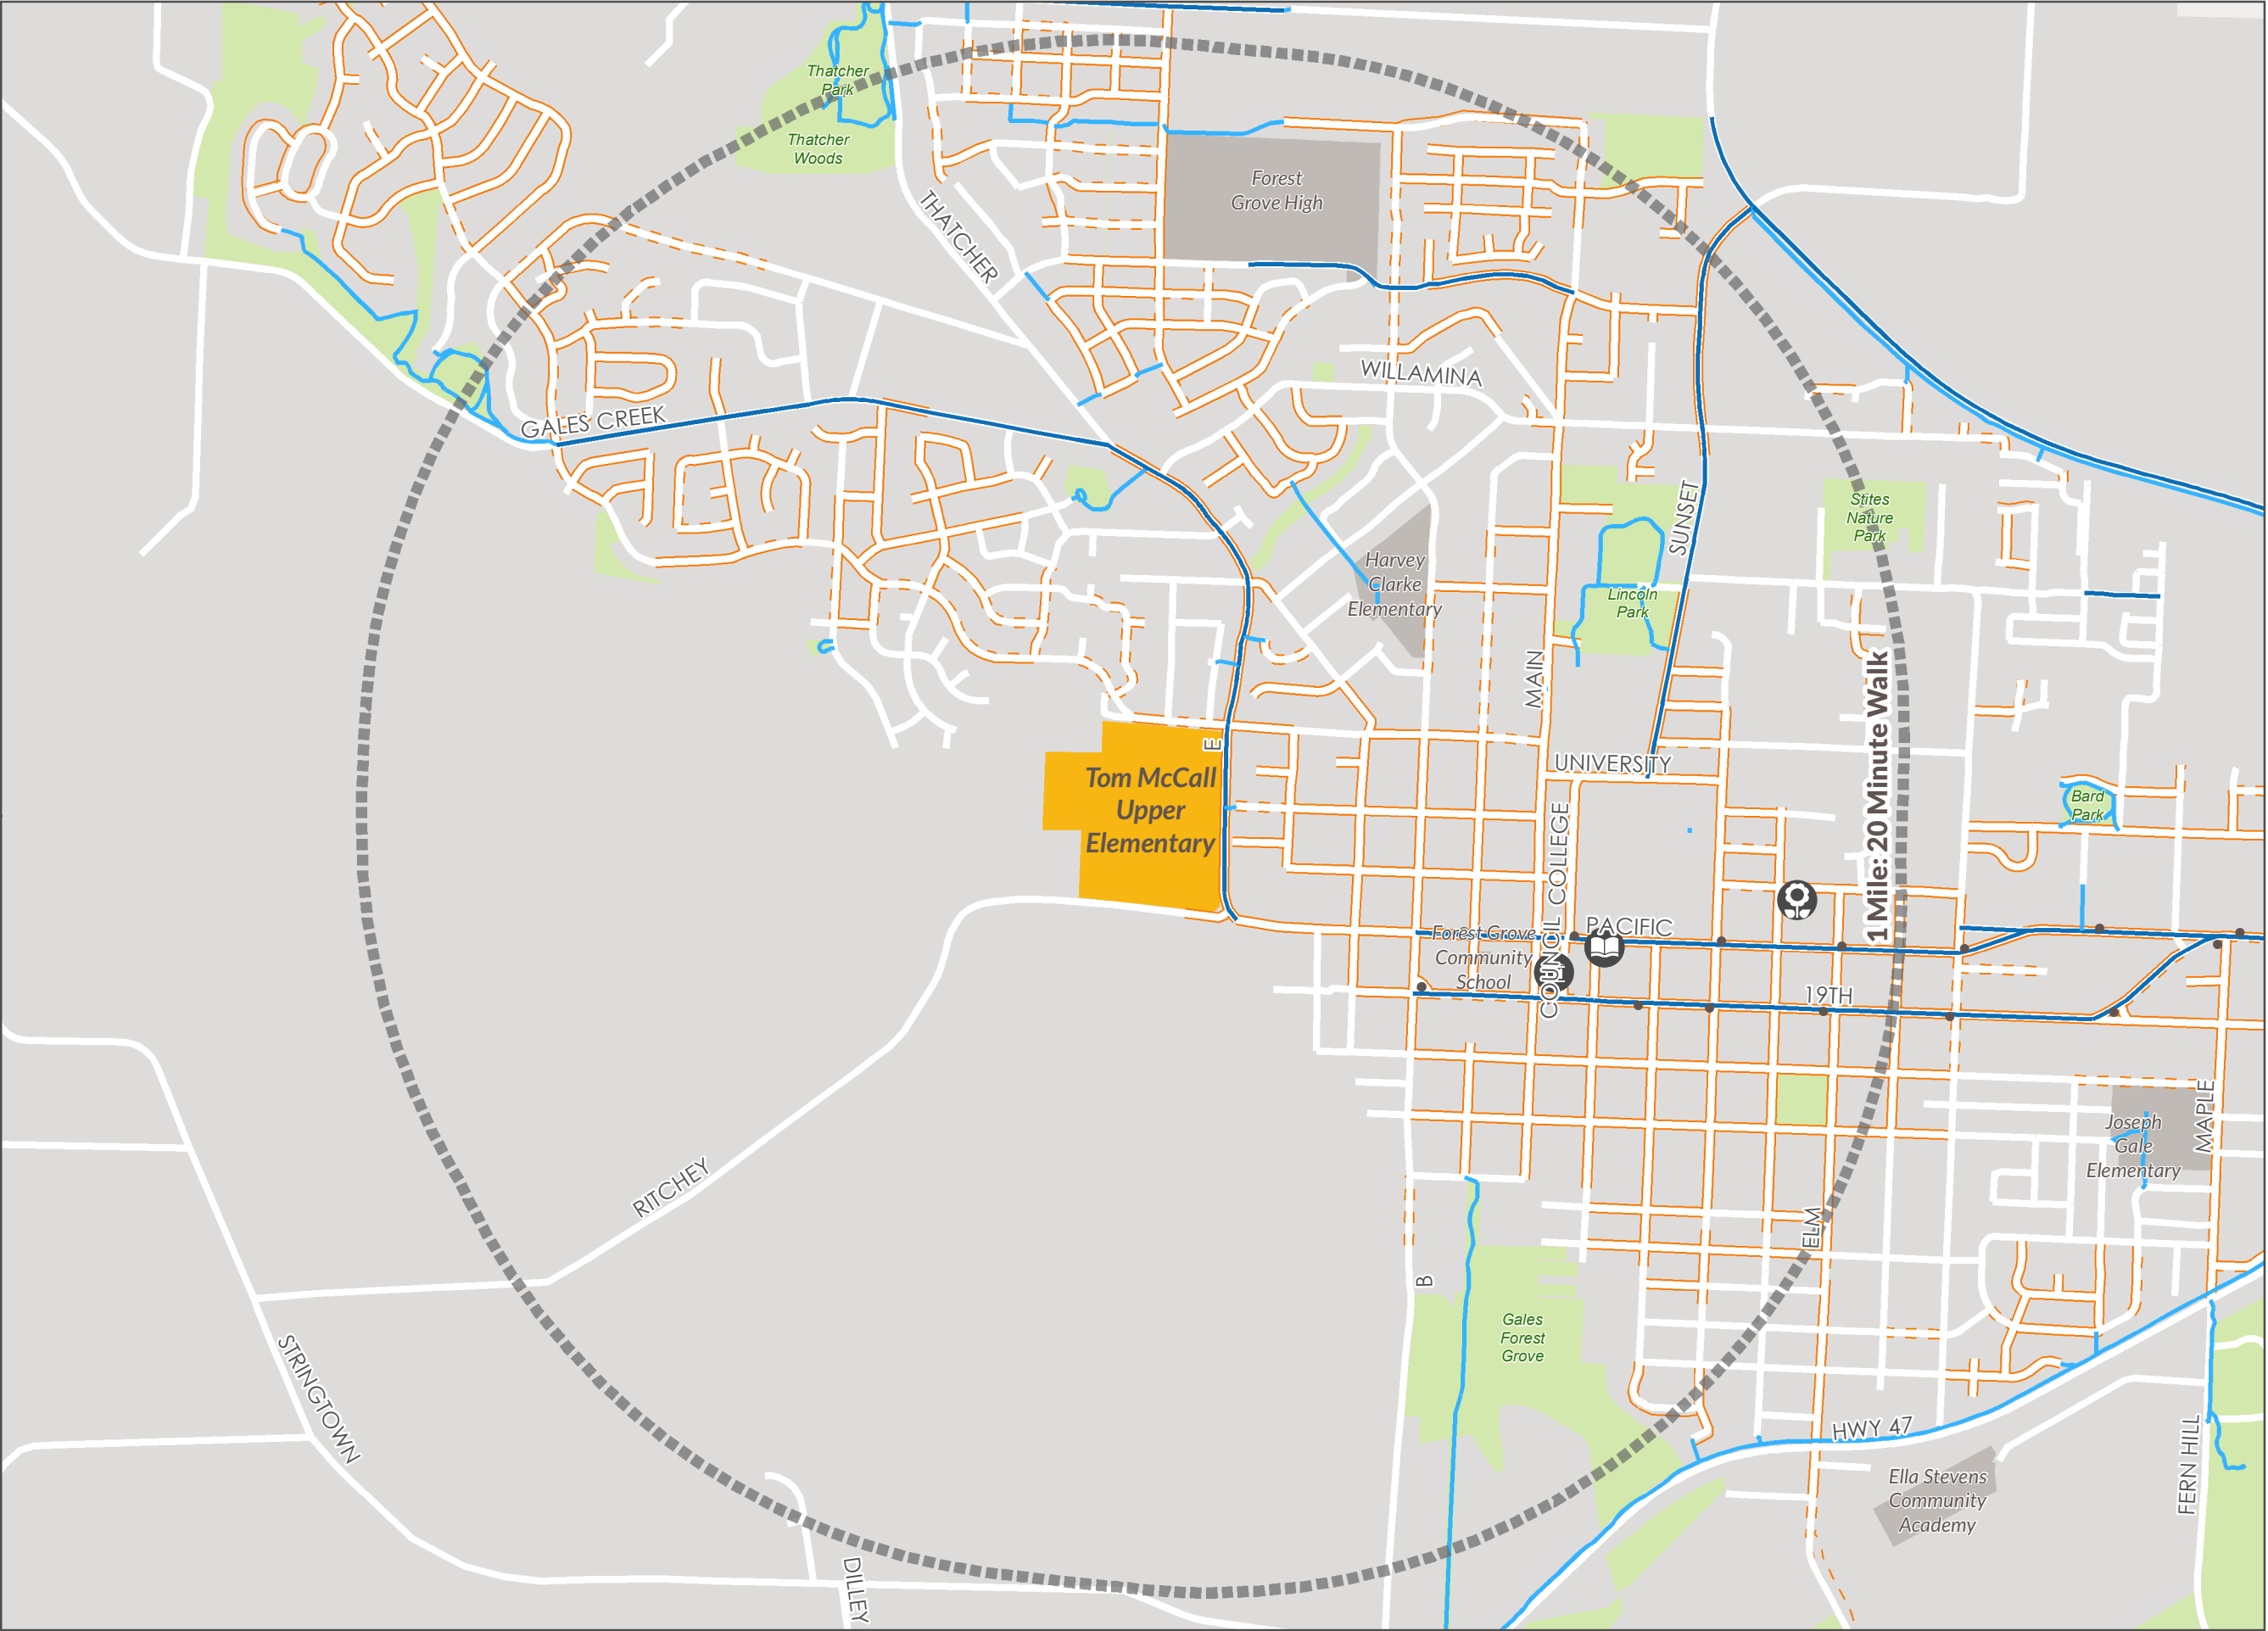 Thatcher
Park
Thatcher
Woods
Forest
Grove High
THATCHER
WILLAMINA
GALES CREEK
SUNSET
Stites
Nature
Park
Harvey
Clarke
Elementary
Lincoln
Park
MAIN
E
UNIVERSITY
1 Mile: 20 Minute Walk
Tom McCall
Upper
Elementary
Bard
Park
COUNCIL COLLEGE
PACIFIC
Forest Grove
Community
School
19TH
MAPLE
Joseph
Gale
Elementary
RITCHEY
ELM
B
Gales
Forest
Grove
STRINGTOWN
HWY 47
FERN HILL
Ella Stevens
Community
Academy
DILLEY